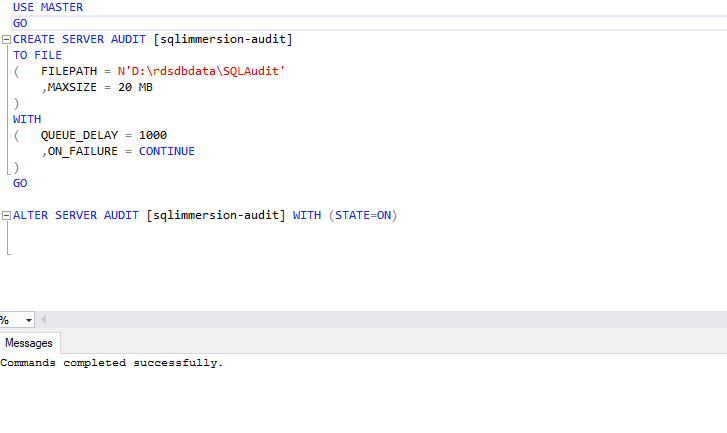 USE MASTER
GO
CREATE SERVER AUDIT [sqlimmersion-audit]
TO FILE
(   FILEPATH = N'D:\rdsdbdata\SQLAudit'
    ,MAXSIZE = 20 MB
)
WITH
(   QUEUE_DELAY = 1000
    ,ON_FAILURE = CONTINUE
)
GO
ALTER SERVER AUDIT [sqlimmersion-audit] WITH (STATE=ON)
%
Messages
Commands completed successfully.